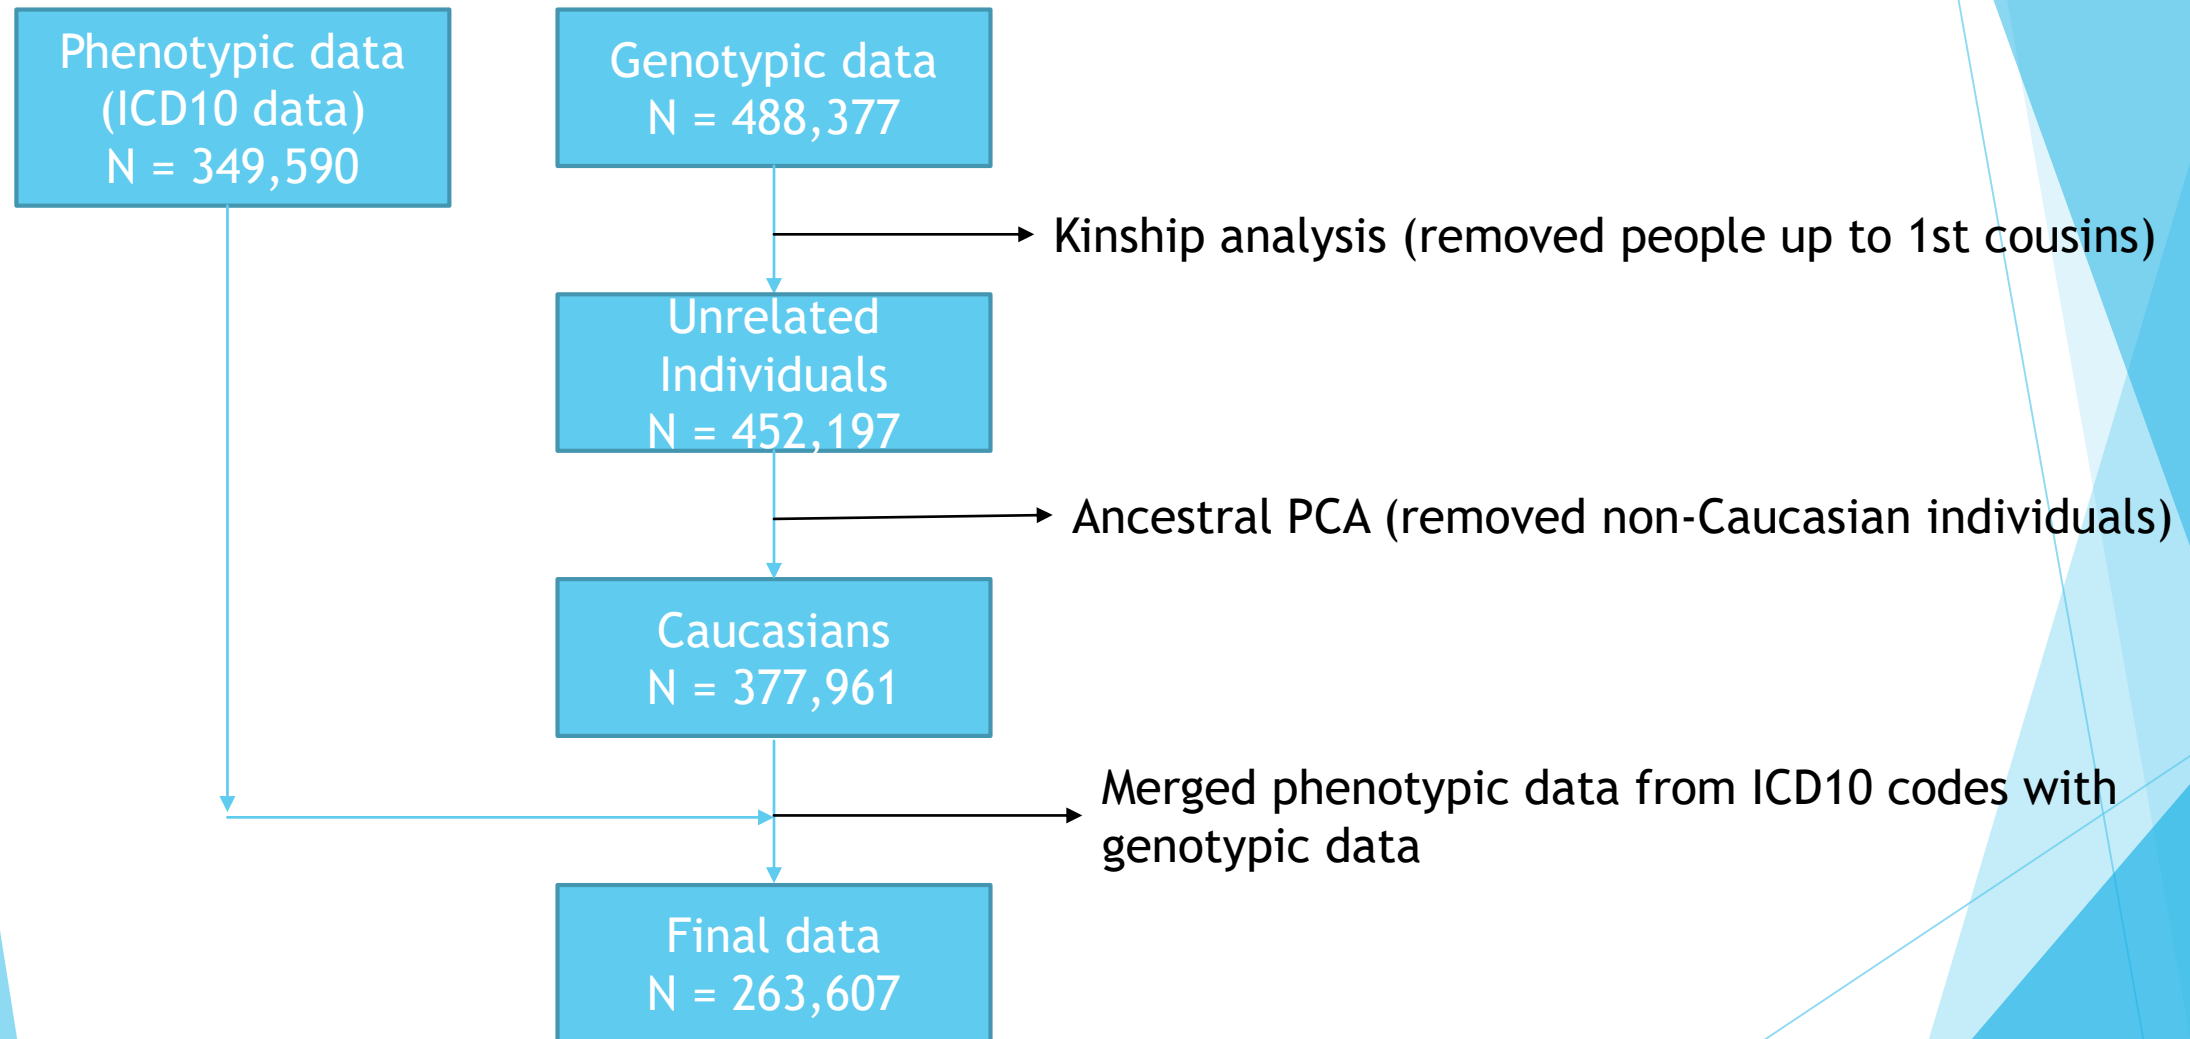 Phenotypic data
(ICD10 data)
N = 349,590
Genotypic data
N = 488,377
Kinship analysis (removed people up to 1st cousins)
Unrelated
Individuals
N = 452,197
Ancestral PCA (removed non-Caucasian individuals)
Caucasians
N = 377,961
Merged phenotypic data from ICD10 codes with
genotypic data
Final data
N = 263,607